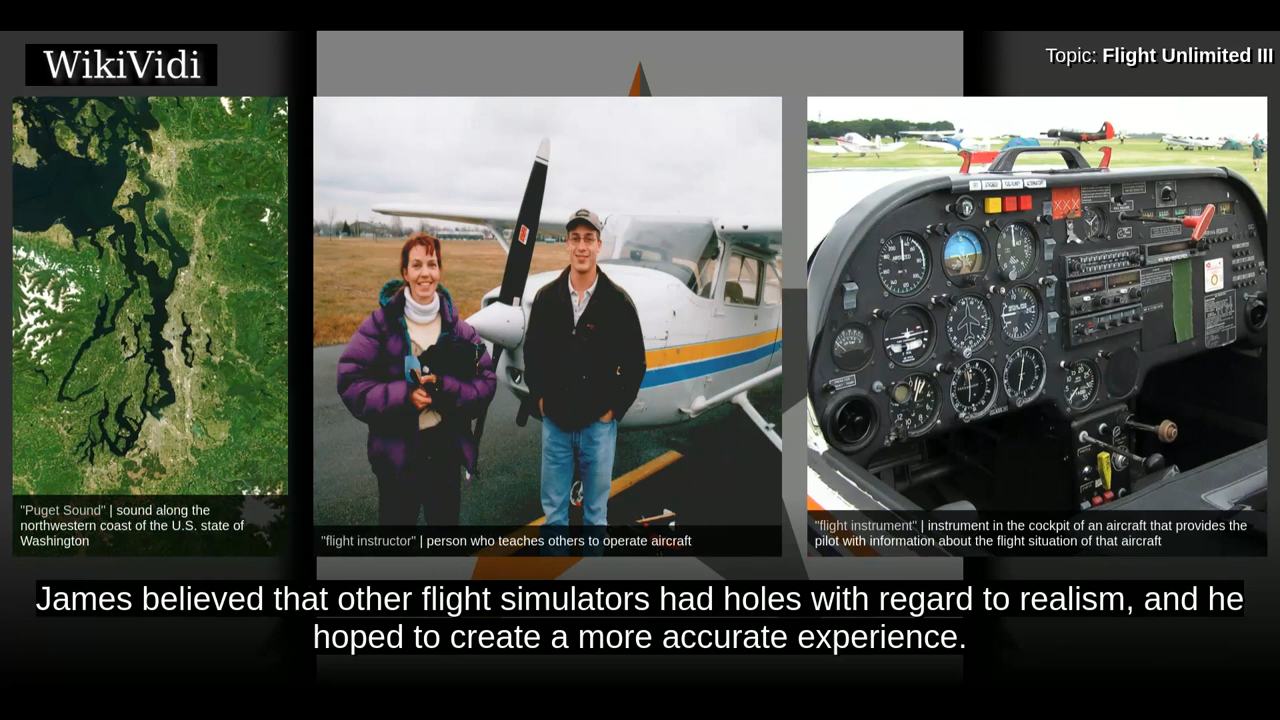 WikiVidi
Topic: Flight Unlimited III
"Puget Sound" | sound along the
northwestern coast of the U.S. state of
Washington
"flight instructor" | person who teaches others to operate aircraft
"flight instrument" | instrument in the cockpit of an aircraft that provides the
pilot with information about the flight situation of that aircraft
James believed that other flight simulators had holes with regard to realism, and he
hoped to create a more accurate experience.